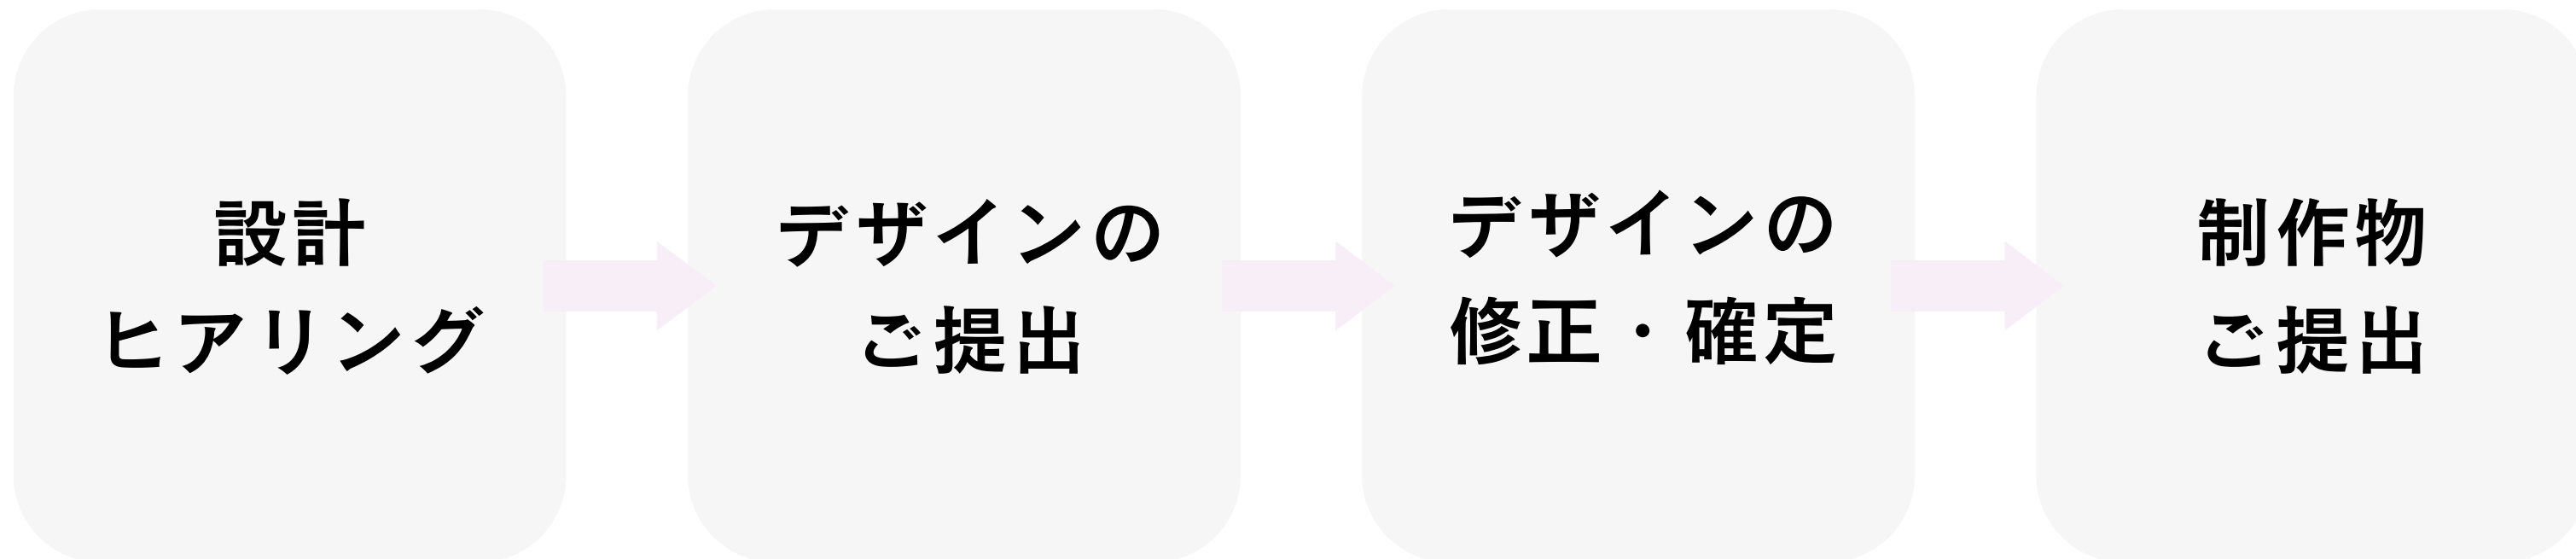 設計
ヒアリング
デザインの
ご提出
デザインの
修正・確定
制作物
ご提出